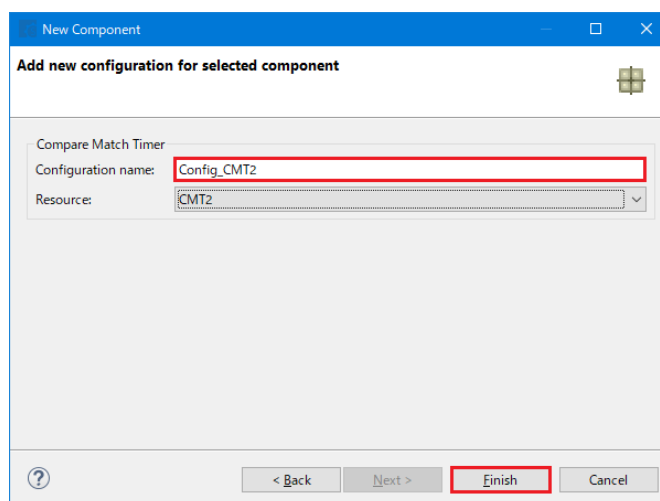 New Component
Add new configuration for selected component
Compare Match Timer
Configuration name: Config_CMT2
Resource: CMT2
? < Back Next > Finish Cancel